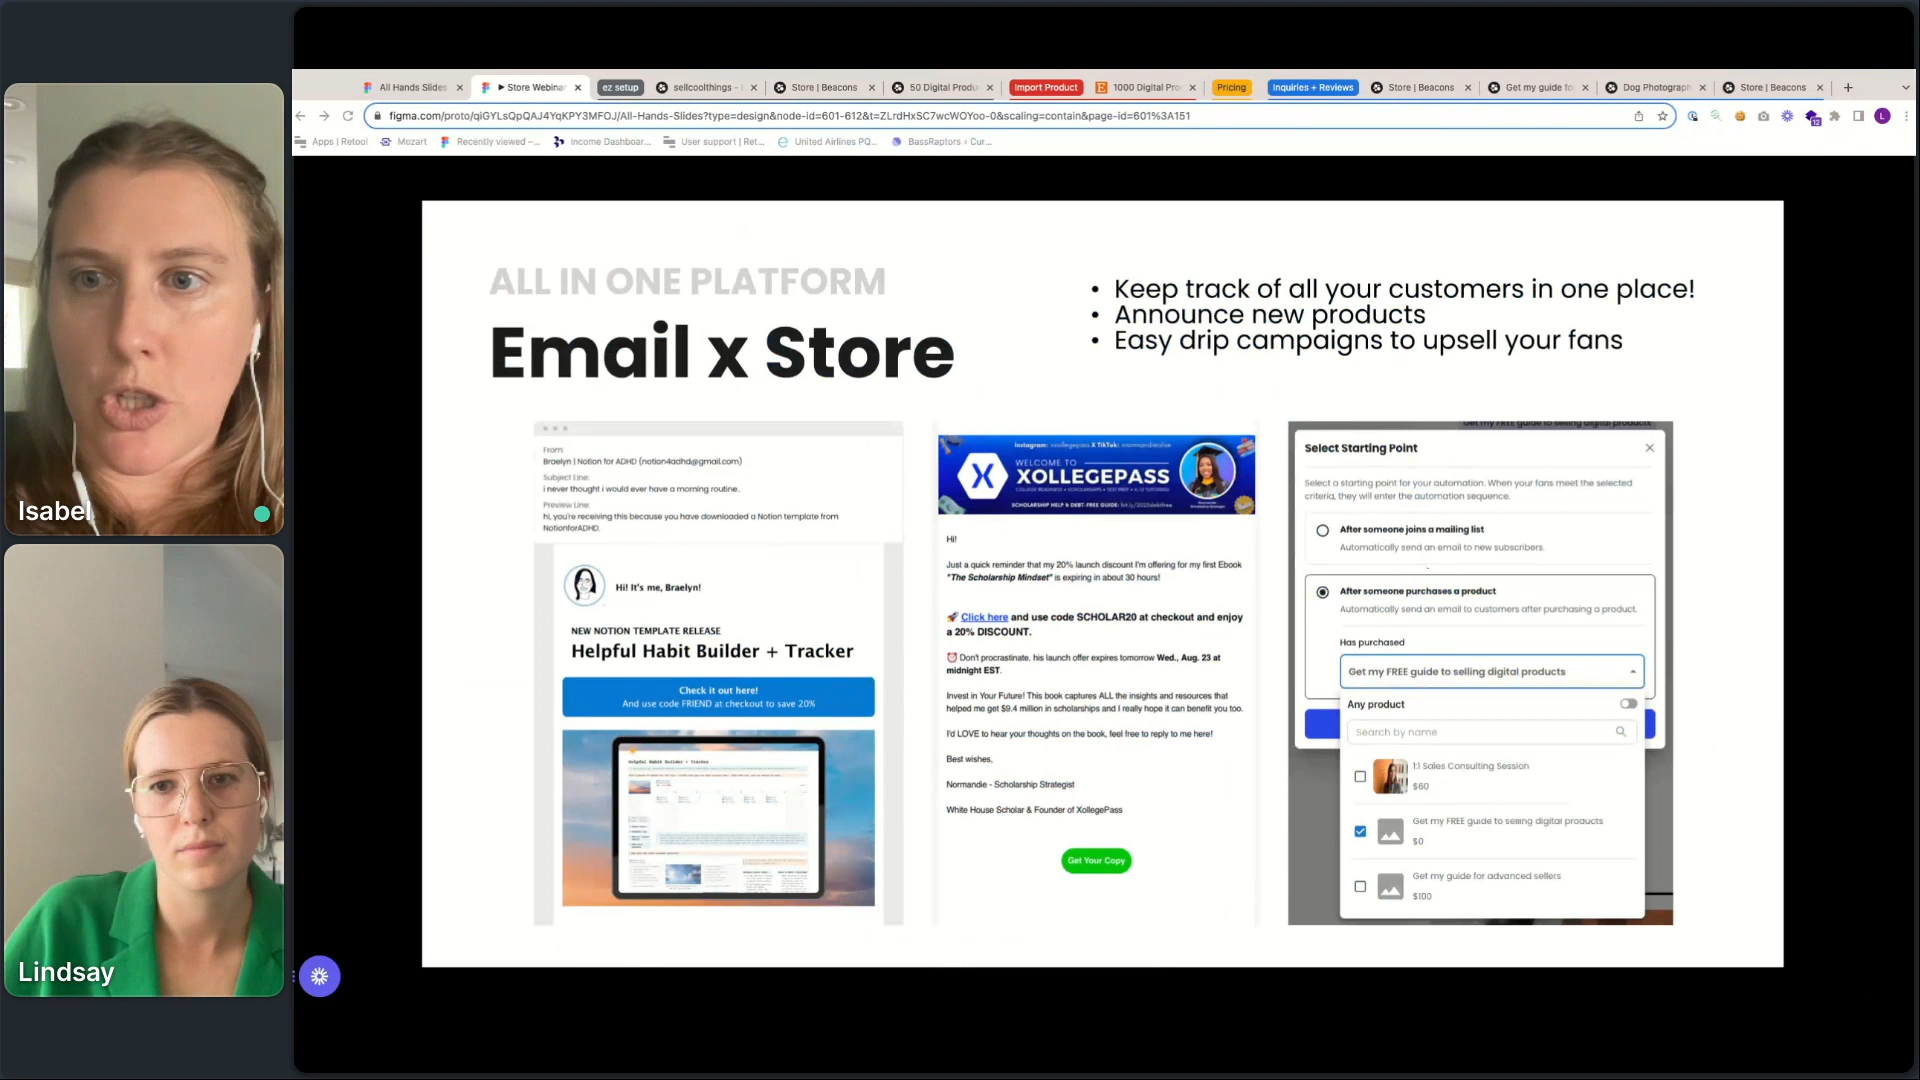 All Hands Slides
Store Webinar
ez setup
sellcoolthings -
Store | Beacons
50 Digital Produ
Import Product
1000 Digital Pro
Pricing
Inquiries + Reviews
Store | Beacons
Get my guide fo
Dog Photograph
Store | Beacons
figma.com/proto/qiGYLsQpQAJ4YqKPY3MFOJ/All-Hands-Slides?type=design&node-id=601-612&t=ZLrdHxSC7wcWOYoo-0&scaling=contain&page-id=601%3A151
12
L
Apps | Retool
Mozart
Recently viewed –...
Income Dashboar...
User support | Ret...
United Airlines PQ...
BassRaptors › Cur...
Isabel
Lindsay
ALL IN ONE PLATFORM
Email x Store
• Keep track of all your customers in one place!
• Announce new products
• Easy drip campaigns to upsell your fans
From:
Braelyn | Notion for ADHD (notion4adhd@gmail.com)
Subject Line:
i never thought i would ever have a morning routine..
Preview Line:
hi, you're receiving this because you have downloaded a Notion template from
NotionforADHD.
Hi! It's me, Braelyn!
NEW NOTION TEMPLATE RELEASE
Helpful Habit Builder + Tracker
Check it out here!
And use code FRIEND at checkout to save 20%
Helpful Habit Builder + Tracker
WELCOME TO
XOLLEGEPASS
Hi!
Just a quick reminder that my 20% launch discount I'm offering for my first Ebook
"The Scholarship Mindset" is expiring in about 30 hours!
🚀 Click here and use code SCHOLAR20 at checkout and enjoy
a 20% DISCOUNT.
⏰ Don't procrastinate, his launch offer expires tomorrow Wed., Aug. 23 at
midnight EST.
Invest in Your Future! This book captures ALL the insights and resources that
helped me get $9.4 million in scholarships and I really hope it can benefit you too.
I'd LOVE to hear your thoughts on the book, feel free to reply to me here!
Best wishes,
Normandie - Scholarship Strategist
White House Scholar & Founder of XollegePass
Get Your Copy
Get my FREE guide to selling digital products
Select Starting Point
Select a starting point for your automation. When your fans meet the selected
criteria, they will enter the automation sequence.
After someone joins a mailing list
Automatically send an email to new subscribers.
After someone purchases a product
Automatically send an email to customers after purchasing a product.
Has purchased
Get my FREE guide to selling digital products
Any product
Search by name
1:1 Sales Consulting Session
$60
Get my FREE guide to selling digital products
$0
Get my guide for advanced sellers
$100